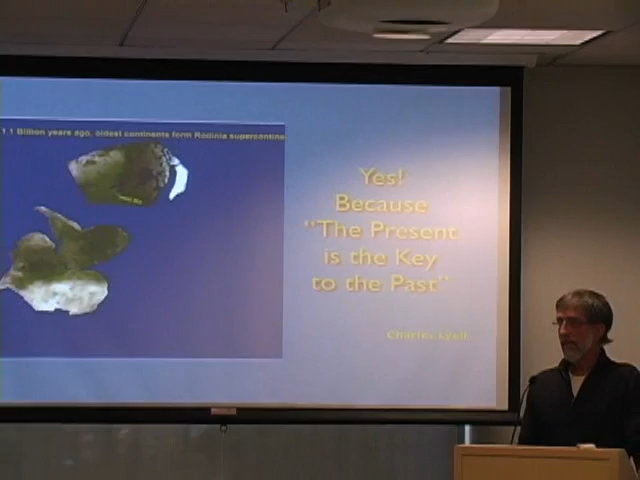 1.1 Billion years ago, oldest continents form Rodinia supercontine
Yes!
Because
"The Present
is the Key
to the Past"
Charles Lyell